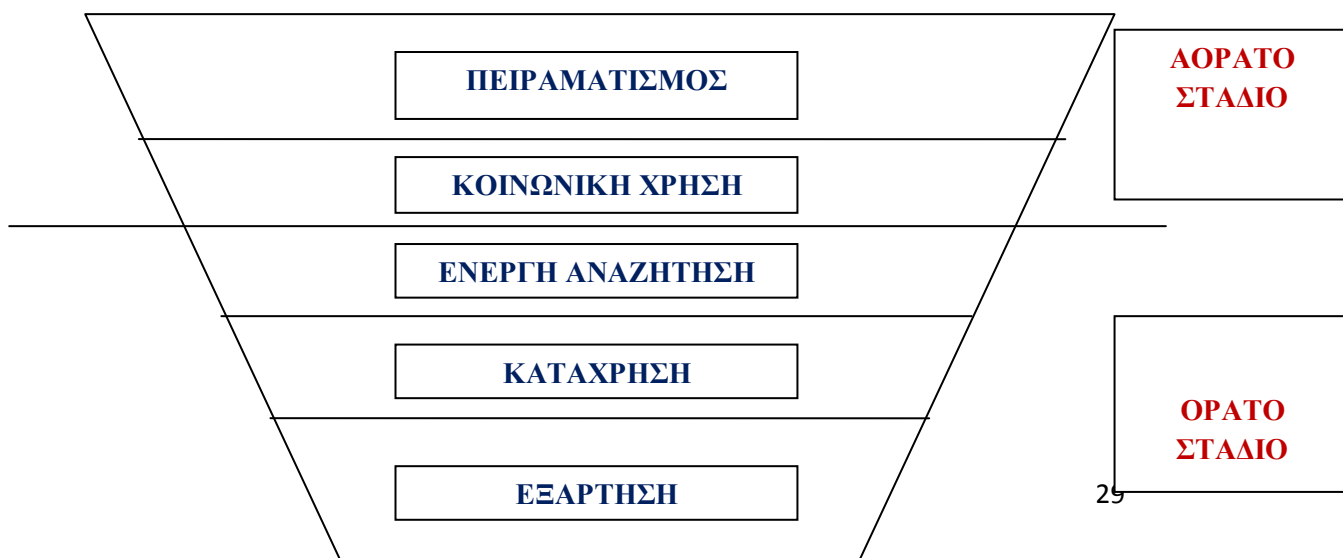 ΠΕΙΡΑΜΑΤΙΣΜΟΣ
ΑΟΡΑΤΟ
ΣΤΑΔΙΟ
ΚΟΙΝΩΝΙΚΗ ΧΡΗΣΗ
ΕΝΕΡΓΗ ΑΝΑΖΗΤΗΣΗ
ΚΑΤΑΧΡΗΣΗ
ΟΡΑΤΟ
ΣΤΑΔΙΟ
ΕΞΑΡΤΗΣΗ
29